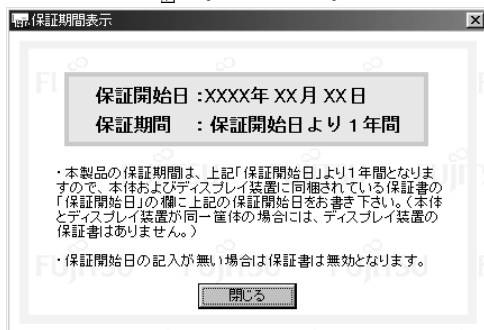 保証期間表示
保証開始日:XXXX年 XX月 XX日
保証期間 :保証開始日より1年間
・本製品の保証期間は、上記「保証開始日」より1年間となりま
すので、本体およびディスプレイ装置に同梱されている保証書の
「保証開始日」の欄に上記の保証開始日をお書き下さい。(本体
とディスプレイ装置が同一筐体の場合には、ディスプレイ装置の
保証書はありません。)
・保証開始日の記入が無い場合は保証書は無効となります。
FUJITSU FUJITSU FUJITSU
閉じる